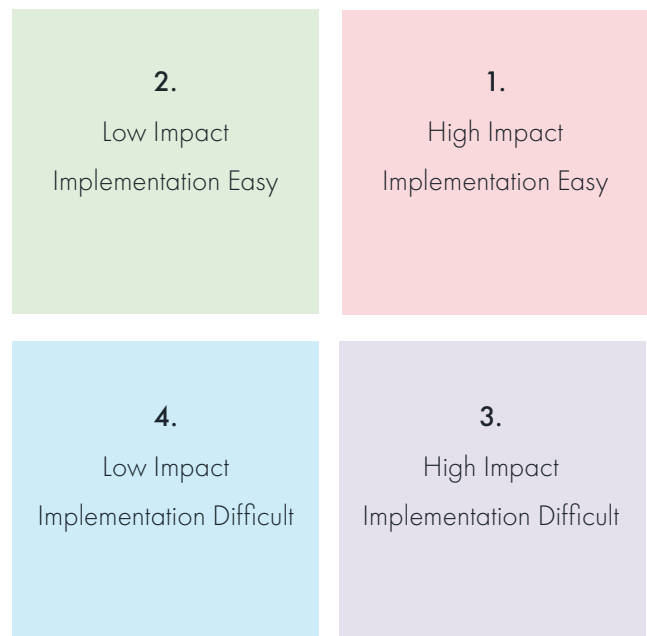 2.
Low Impact
Implementation Easy
1.
High Impact
Implementation Easy
4.
Low Impact
Implementation Difficult
3.
High Impact
Implementation Difficult